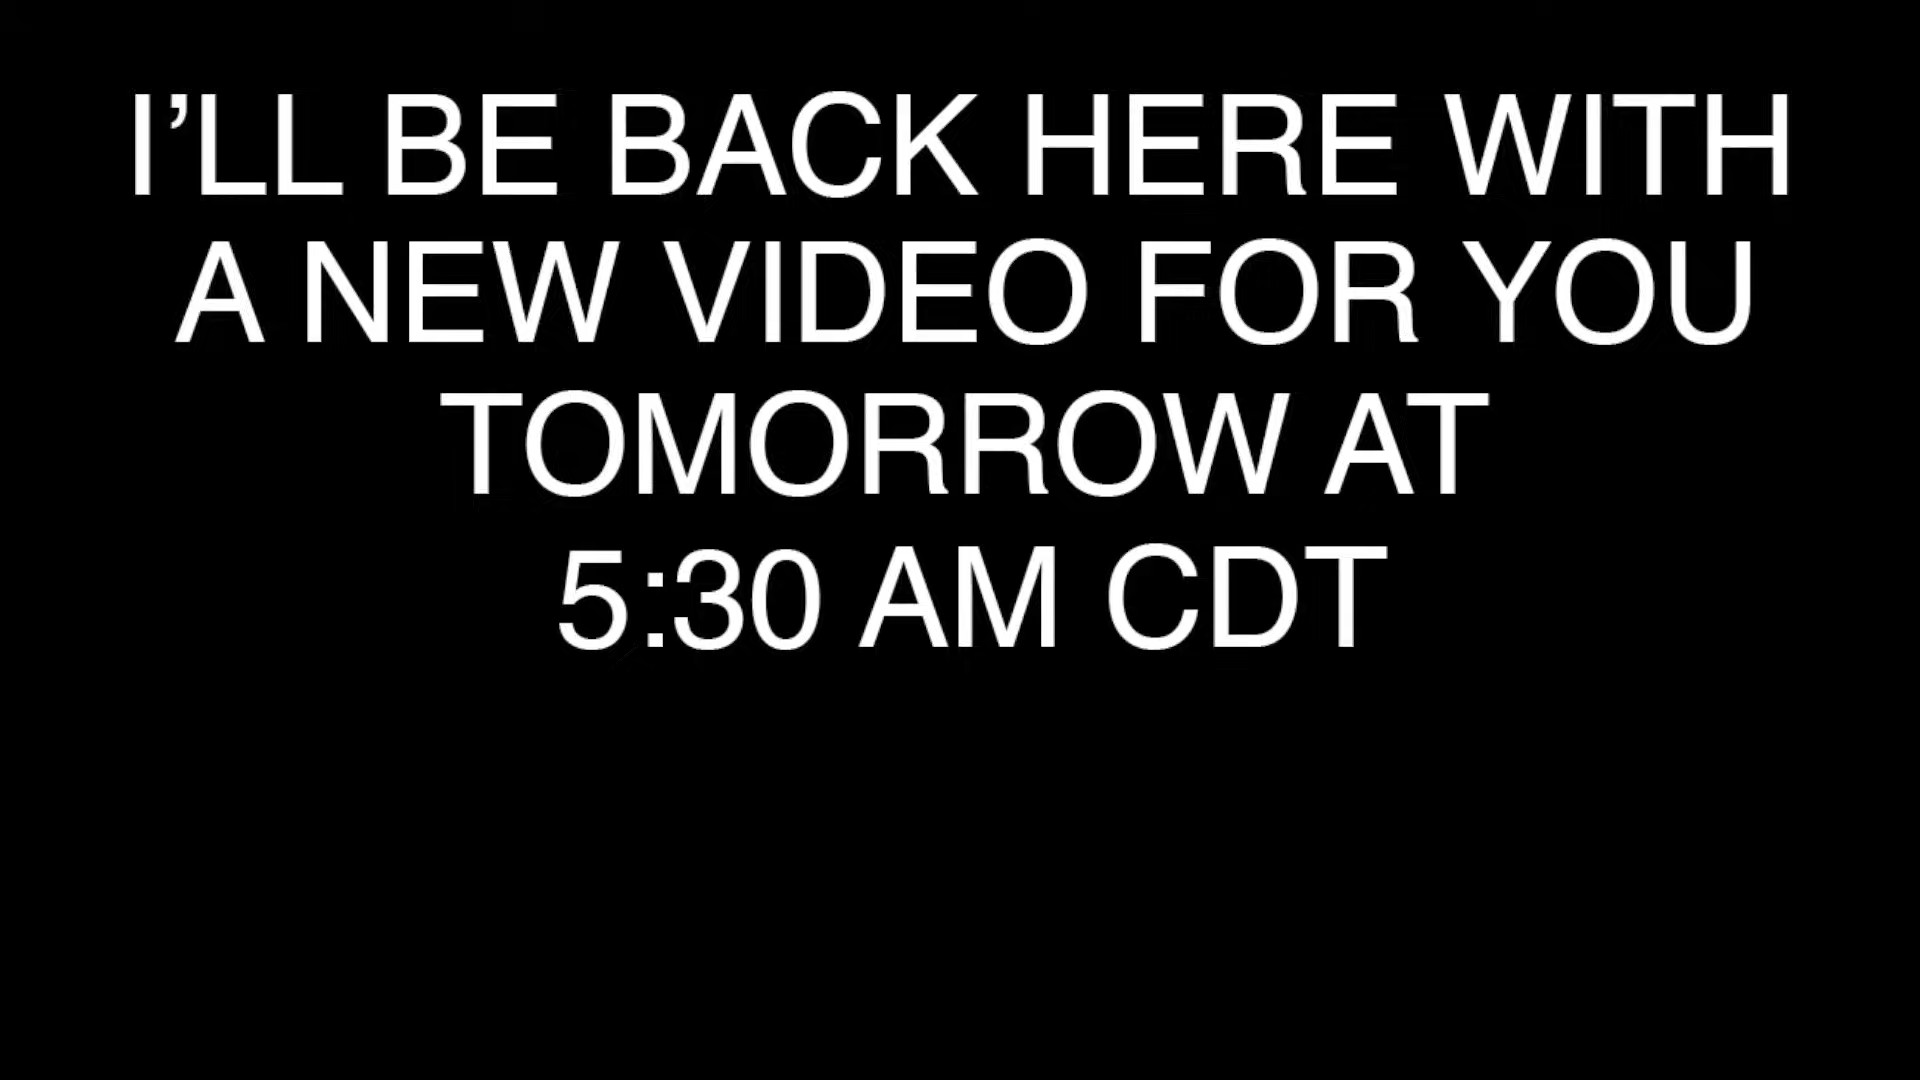 I’LL BE BACK HERE WITH
A NEW VIDEO FOR YOU
TOMORROW AT
5:30 AM CDT